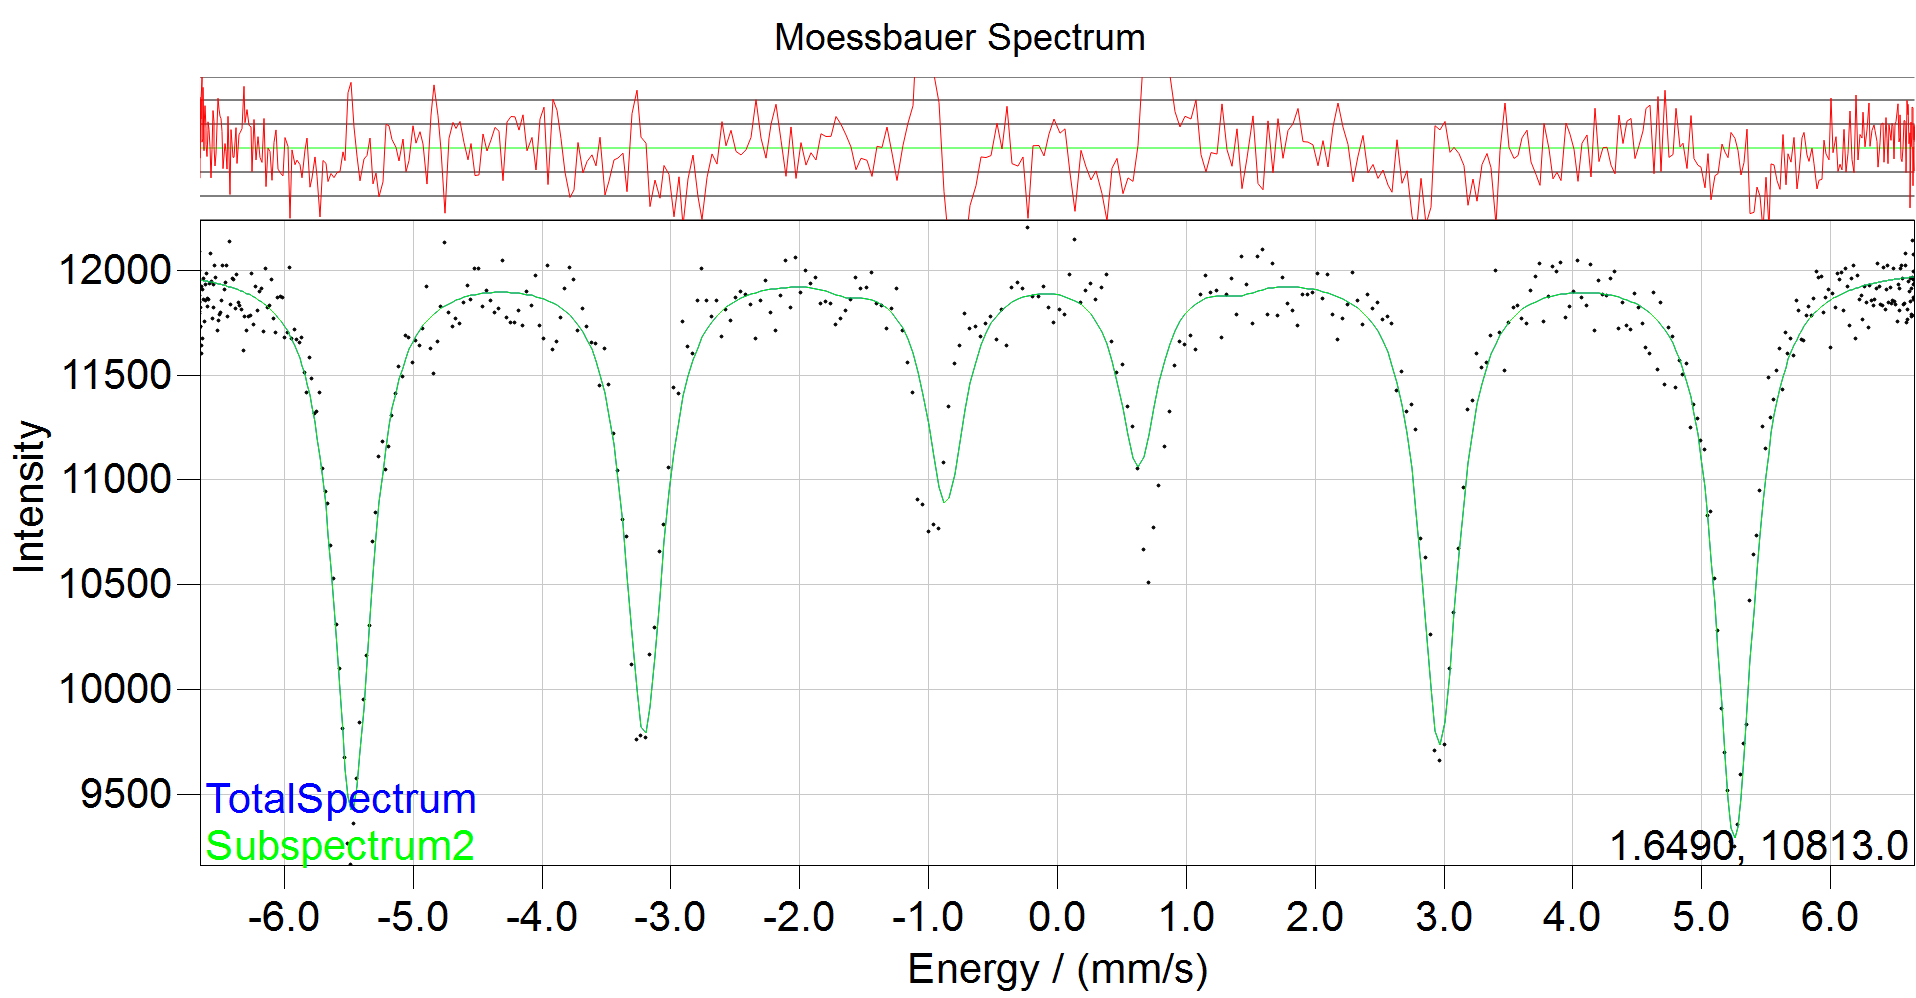 Moessbauer Spectrum
12000
11500
11000
10500
10000
9500
Intensity
TotalSpectrum
Subspectrum2
1.6490, 10813.0
-6.0 -5.0 -4.0 -3.0 -2.0 -1.0 0.0 1.0 2.0 3.0 4.0 5.0 6.0
Energy / (mm/s)